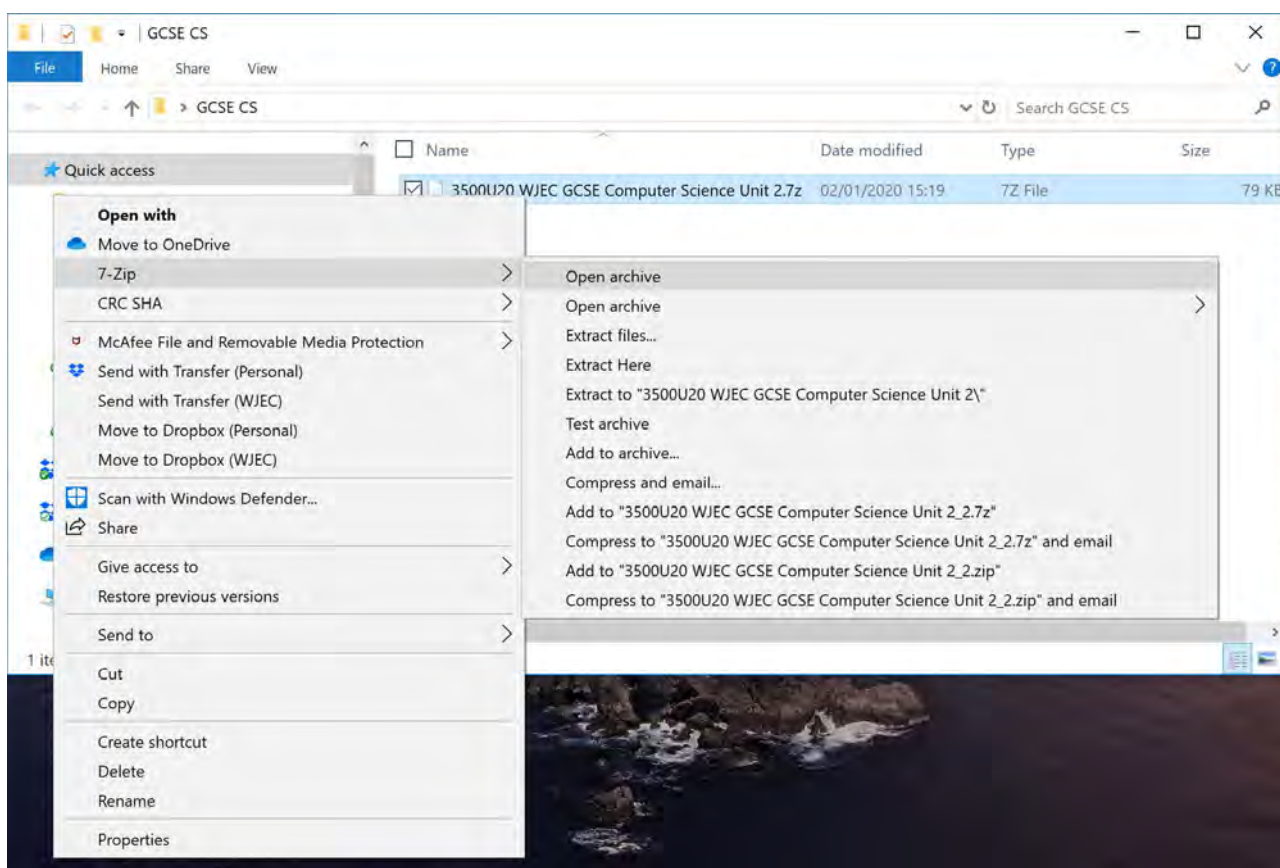 GCSE CS
File Home Share View
GCSE CS Search GCSE CS
Name Date modified Type Size
Quick access
3500U20 WJEC GCSE Computer Science Unit 2.7z 02/01/2020 15:19 7Z File 79 KB
Open with
Move to OneDrive
7-Zip
CRC SHA
McAfee File and Removable Media Protection
Send with Transfer (Personal)
Send with Transfer (WJEC)
Move to Dropbox (Personal)
Move to Dropbox (WJEC)
Scan with Windows Defender...
Share
Give access to
Restore previous versions
Send to
Cut
Copy
Create shortcut
Delete
Rename
Properties
Open archive
Open archive
Extract files...
Extract Here
Extract to "3500U20 WJEC GCSE Computer Science Unit 2\"
Test archive
Add to archive...
Compress and email...
Add to "3500U20 WJEC GCSE Computer Science Unit 2_2.7z"
Compress to "3500U20 WJEC GCSE Computer Science Unit 2_2.7z" and email
Add to "3500U20 WJEC GCSE Computer Science Unit 2_2.zip"
Compress to "3500U20 WJEC GCSE Computer Science Unit 2_2.zip" and email
1